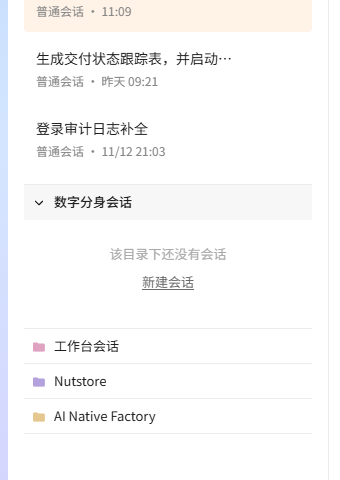 普通会话 • 11:09
生成交付状态跟踪表，并启动…
普通会话 • 昨天 09:21
登录审计日志补全
普通会话 • 11/12 21:03
数字分身会话
该目录下还没有会话
新建会话
工作台会话
Nutstore
AI Native Factory